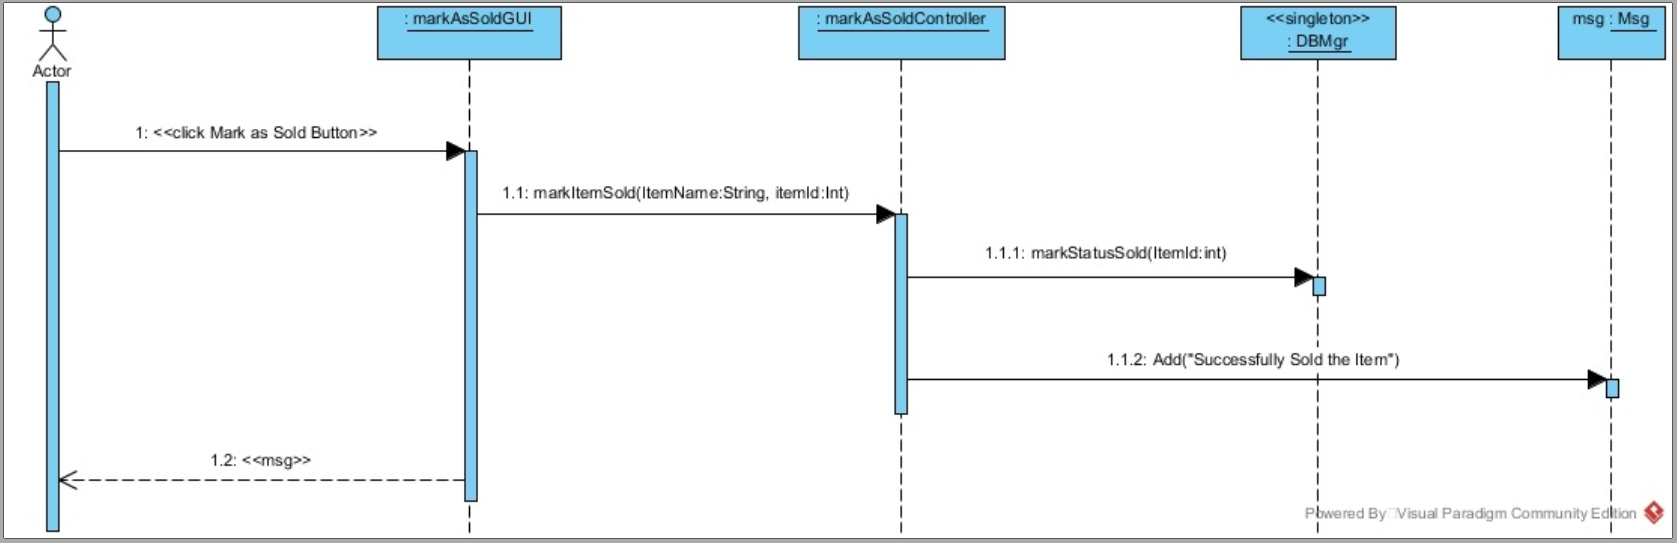 : markAsSoldGUI
: markAsSoldController
<<singleton>>
: DBMgr
msg : Msg
Actor
1: <<click Mark as Sold Button>>
1.1: markItemSold(ItemName:String, itemId:Int)
1.1.1: markStatusSold(ItemId:int)
1.1.2: Add("Successfully Sold the Item")
1.2: <<msg>>
Powered By Visual Paradigm Community Edition